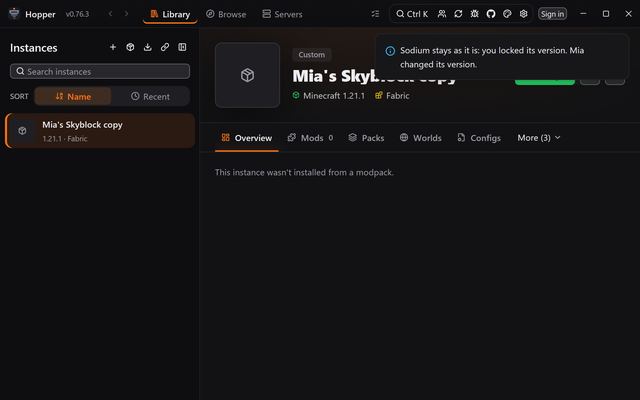 Hopper v0.76.3 Library Browse Servers Ctrl K Sign in
Instances
Search instances
SORT Name Recent
Mia's Skyblock copy
1.21.1 · Fabric
Custom
Mia's Skyblock copy
Minecraft 1.21.1 Fabric
Sodium stays as it is: you locked its version. Mia
changed its version.
Overview Mods 0 Packs Worlds Configs More (3)
This instance wasn't installed from a modpack.